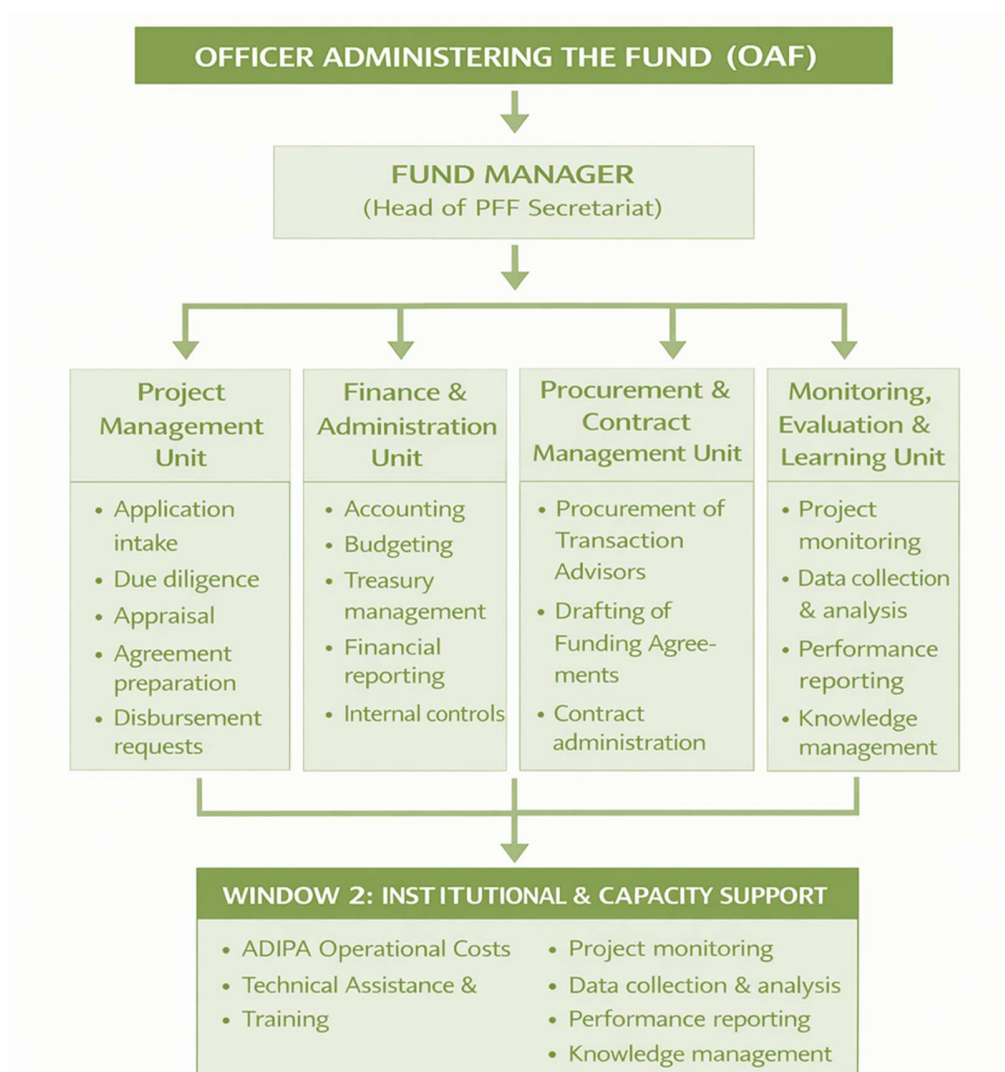 OFFICER ADMINISTERING THE FUND (OAF)
FUND MANAGER
(Head of PFF Secretariat)
Project
Management
Unit
• Application
intake
• Due diligence
• Appraisal
• Agreement
preparation
• Disbursement
requests
Finance &
Administration
Unit
• Accounting
• Budgeting
• Treasury
management
• Financial
reporting
• Internal controls
Procurement &
Contract
Management Unit
• Procurement of
Transaction
Advisors
• Drafting of
Funding Agree-
ments
• Contract
administration
Monitoring,
Evaluation &
Learning Unit
• Project
monitoring
• Data collection
& analysis
• Performance
reporting
• Knowledge
management
WINDOW 2: INSTITUTIONAL & CAPACITY SUPPORT
• ADIPA Operational Costs
• Technical Assistance &
• Training
• Project monitoring
• Data collection & analysis
• Performance reporting
• Knowledge management